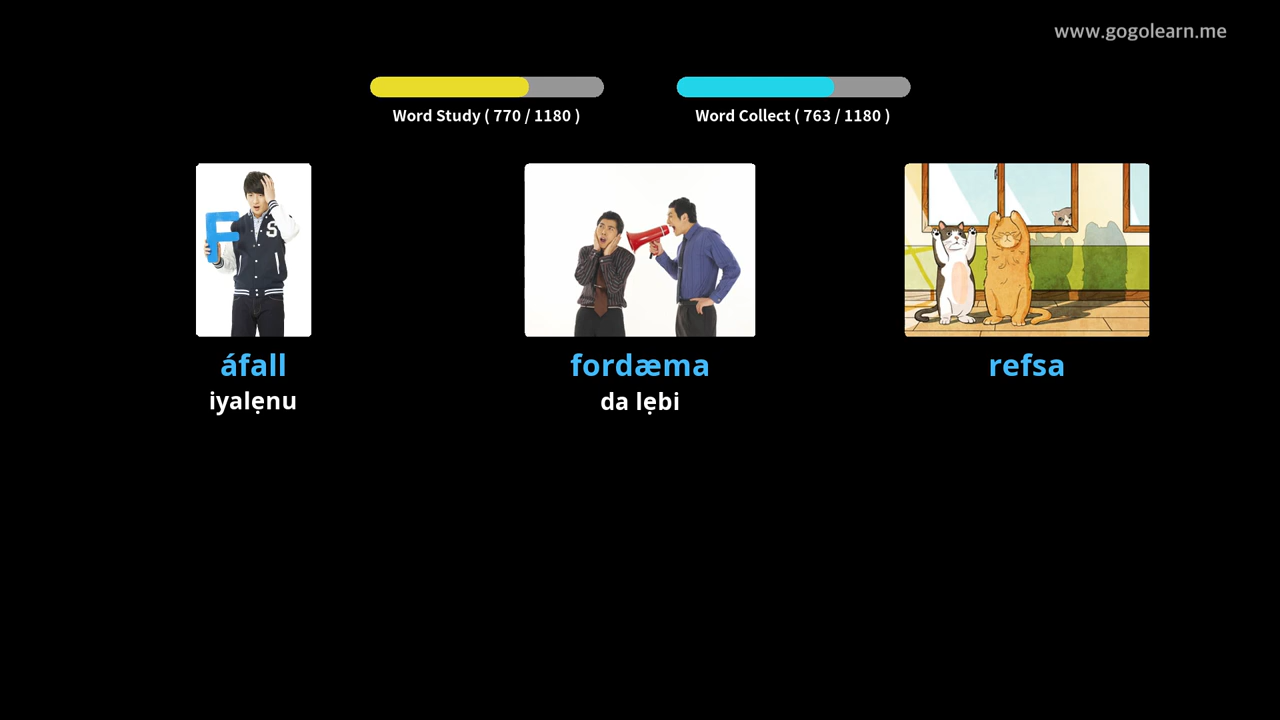 www.gogolearn.me
Word Study ( 770 / 1180 )
Word Collect ( 763 / 1180 )
F
S
áfall
iyalẹnu
fordæma
da lẹbi
refsa